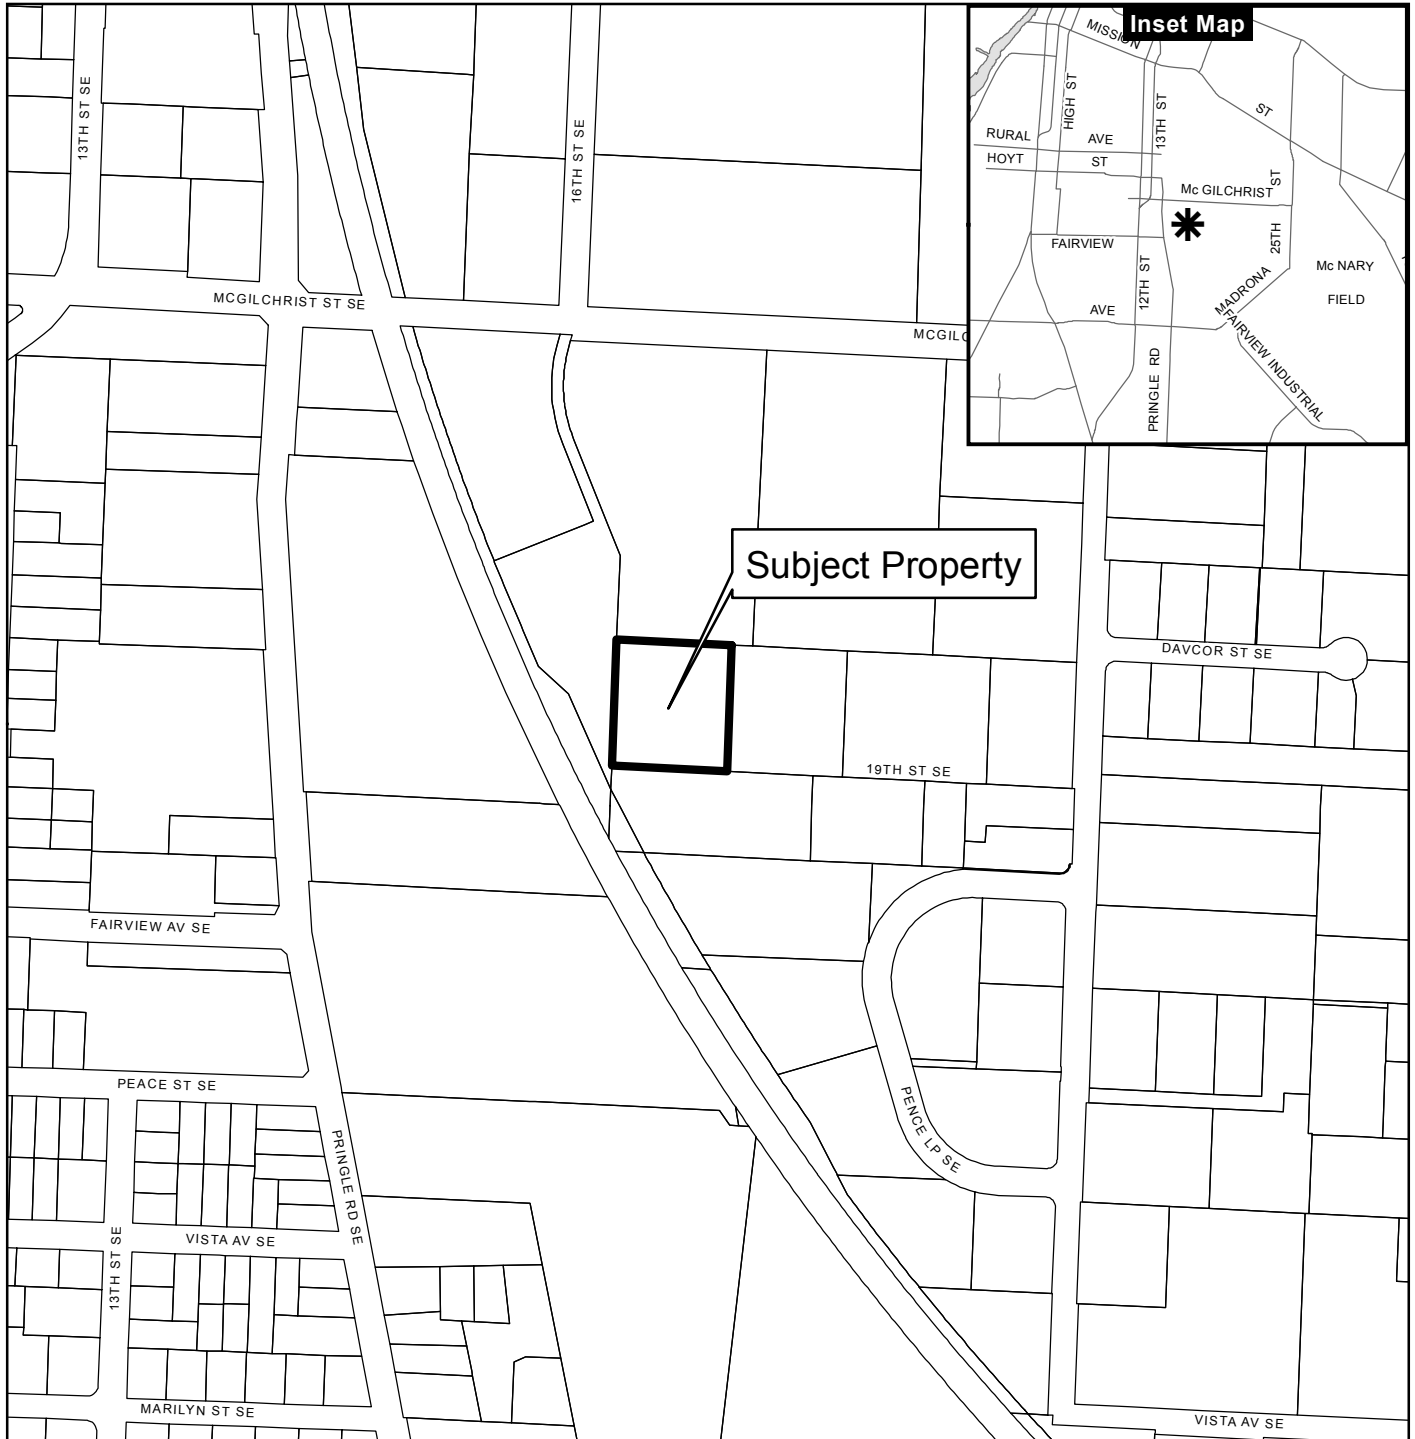 Inset Map
MISSION
ST
HIGH ST
13TH ST
RURAL AVE
HOYT ST
Mc GILCHRIST
ST
25TH
FAIRVIEW
12TH ST
MADRONA
Mc NARY
FIELD
AVE
FAIRVIEW INDUSTRIAL
PRINGLE RD
13TH ST SE
16TH ST SE
MCGILCHRIST ST SE
MCGILC
Subject Property
DAVCOR ST SE
19TH ST SE
FAIRVIEW AV SE
PEACE ST SE
PENCE LP SE
PRINGLE RD SE
VISTA AV SE
13TH ST SE
MARILYN ST SE
VISTA AV SE